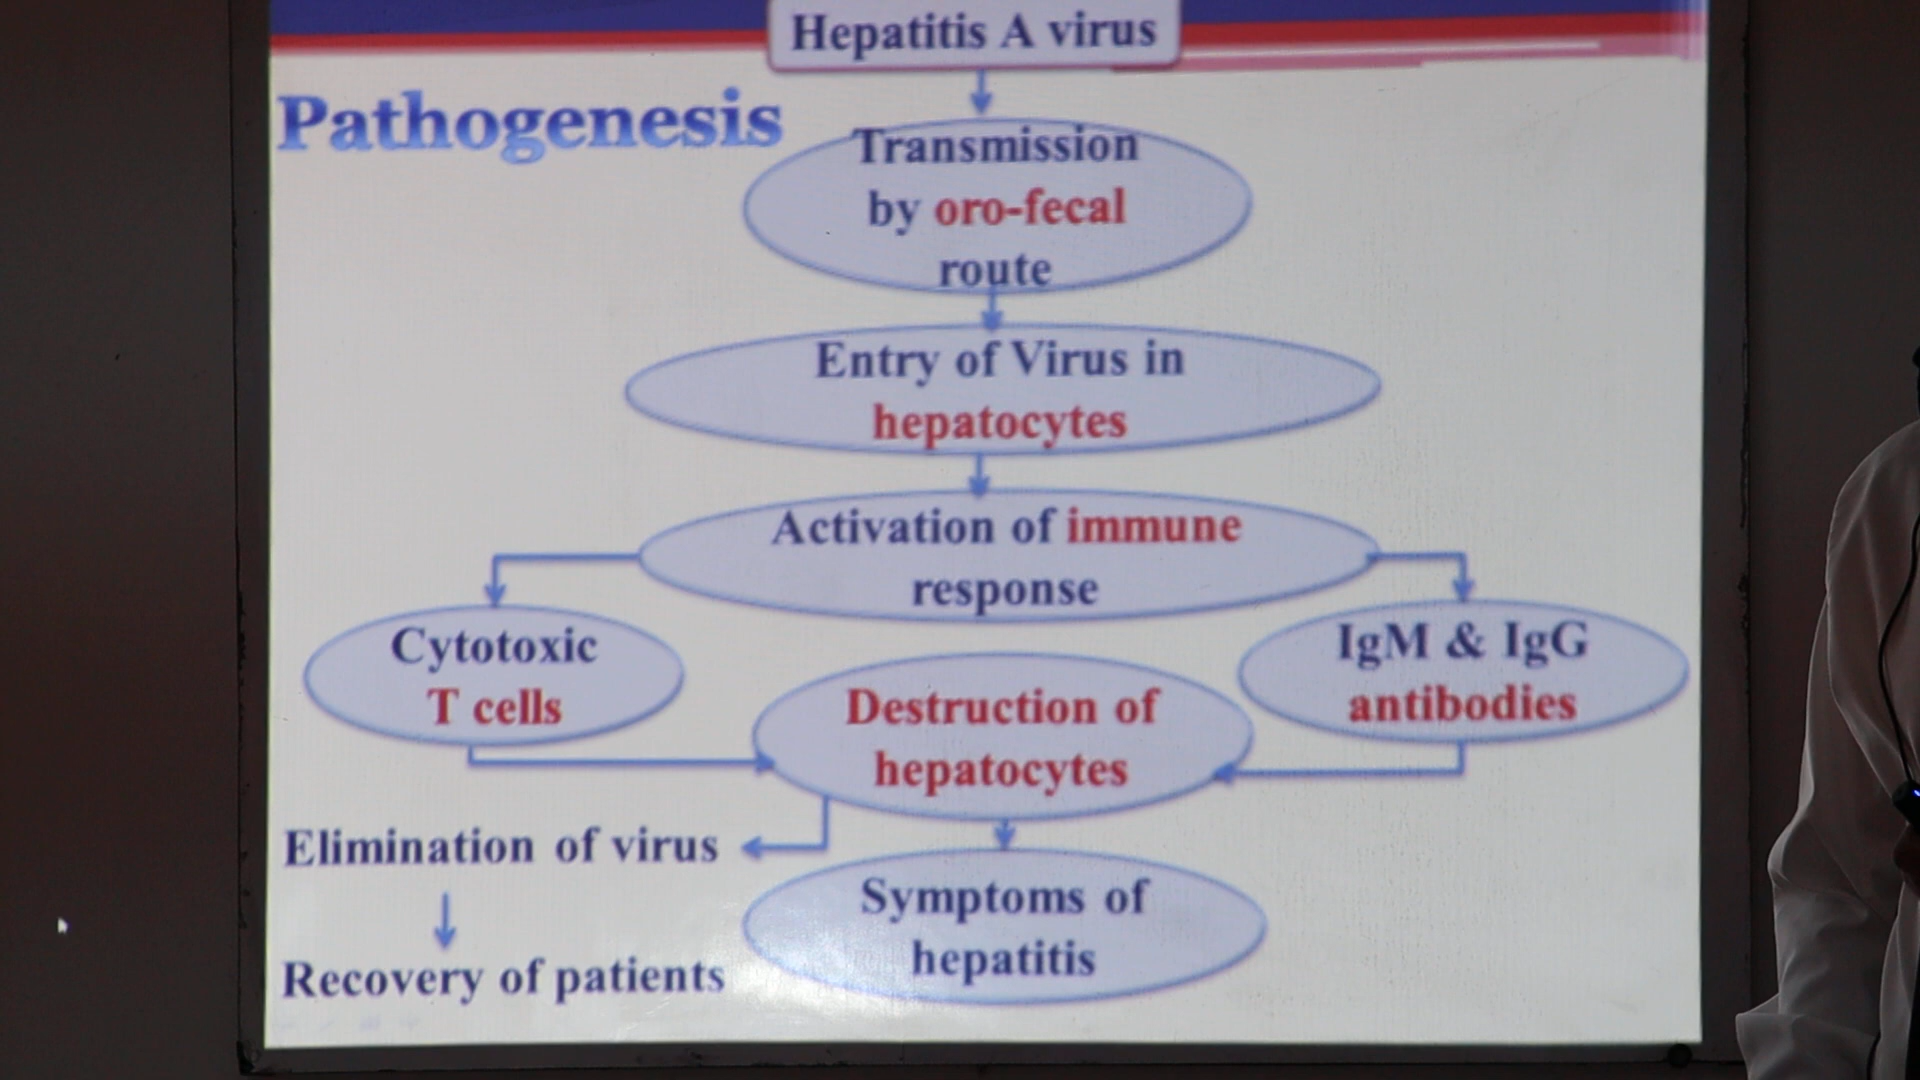 Hepatitis A virus
Pathogenesis
Transmission
by oro-fecal
route
Entry of Virus in
hepatocytes
Activation of immune
response
Cytotoxic
T cells
IgM & IgG
antibodies
Destruction of
hepatocytes
Elimination of virus
Symptoms of
hepatitis
Recovery of patients